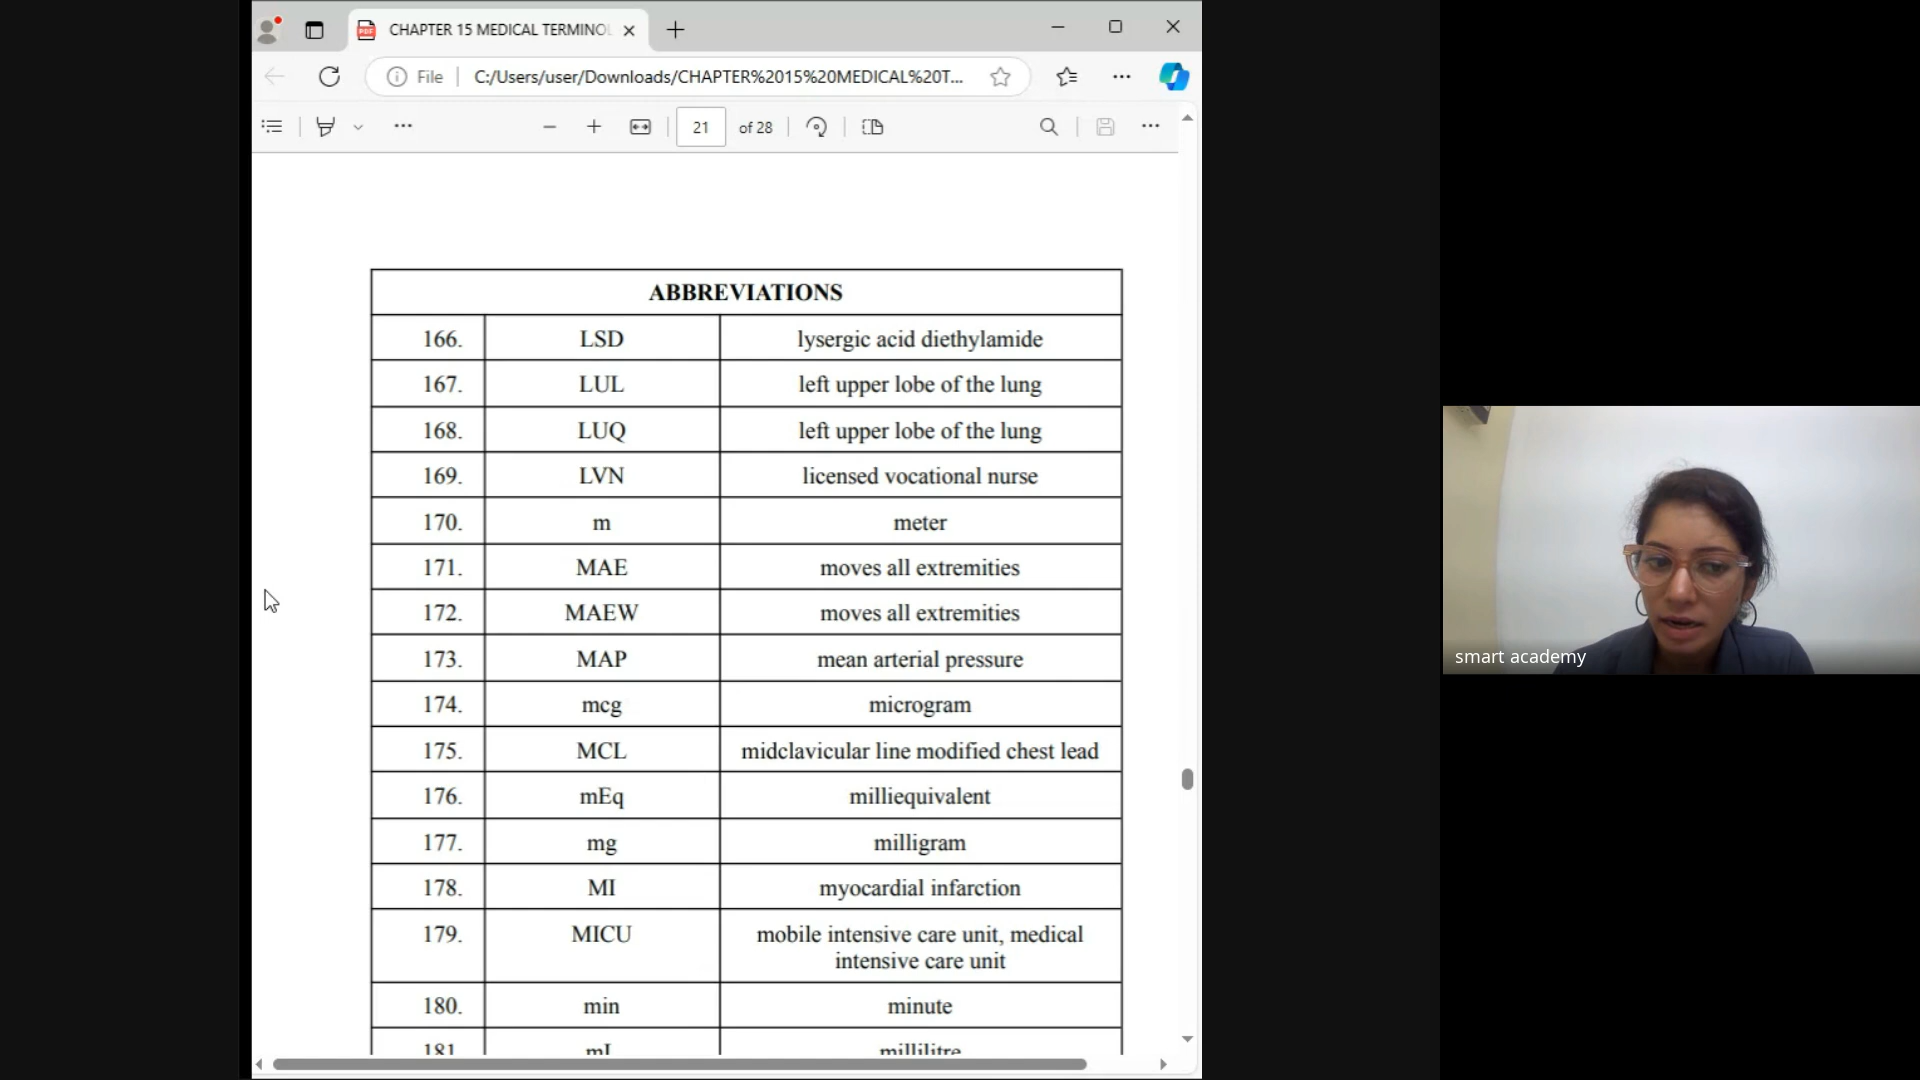 CHAPTER 15 MEDICAL TERMINOL
File
C:/Users/user/Downloads/CHAPTER%2015%20MEDICAL%20T...
21 of 28
ABBREVIATIONS
166. LSD lysergic acid diethylamide
167. LUL left upper lobe of the lung
168. LUQ left upper lobe of the lung
169. LVN licensed vocational nurse
170. m meter
171. MAE moves all extremities
172. MAEW moves all extremities
173. MAP mean arterial pressure
174. mcg microgram
175. MCL midclavicular line modified chest lead
176. mEq milliequivalent
177. mg milligram
178. MI myocardial infarction
179. MICU mobile intensive care unit, medical
intensive care unit
180. min minute
181 mL millilitre
smart academy